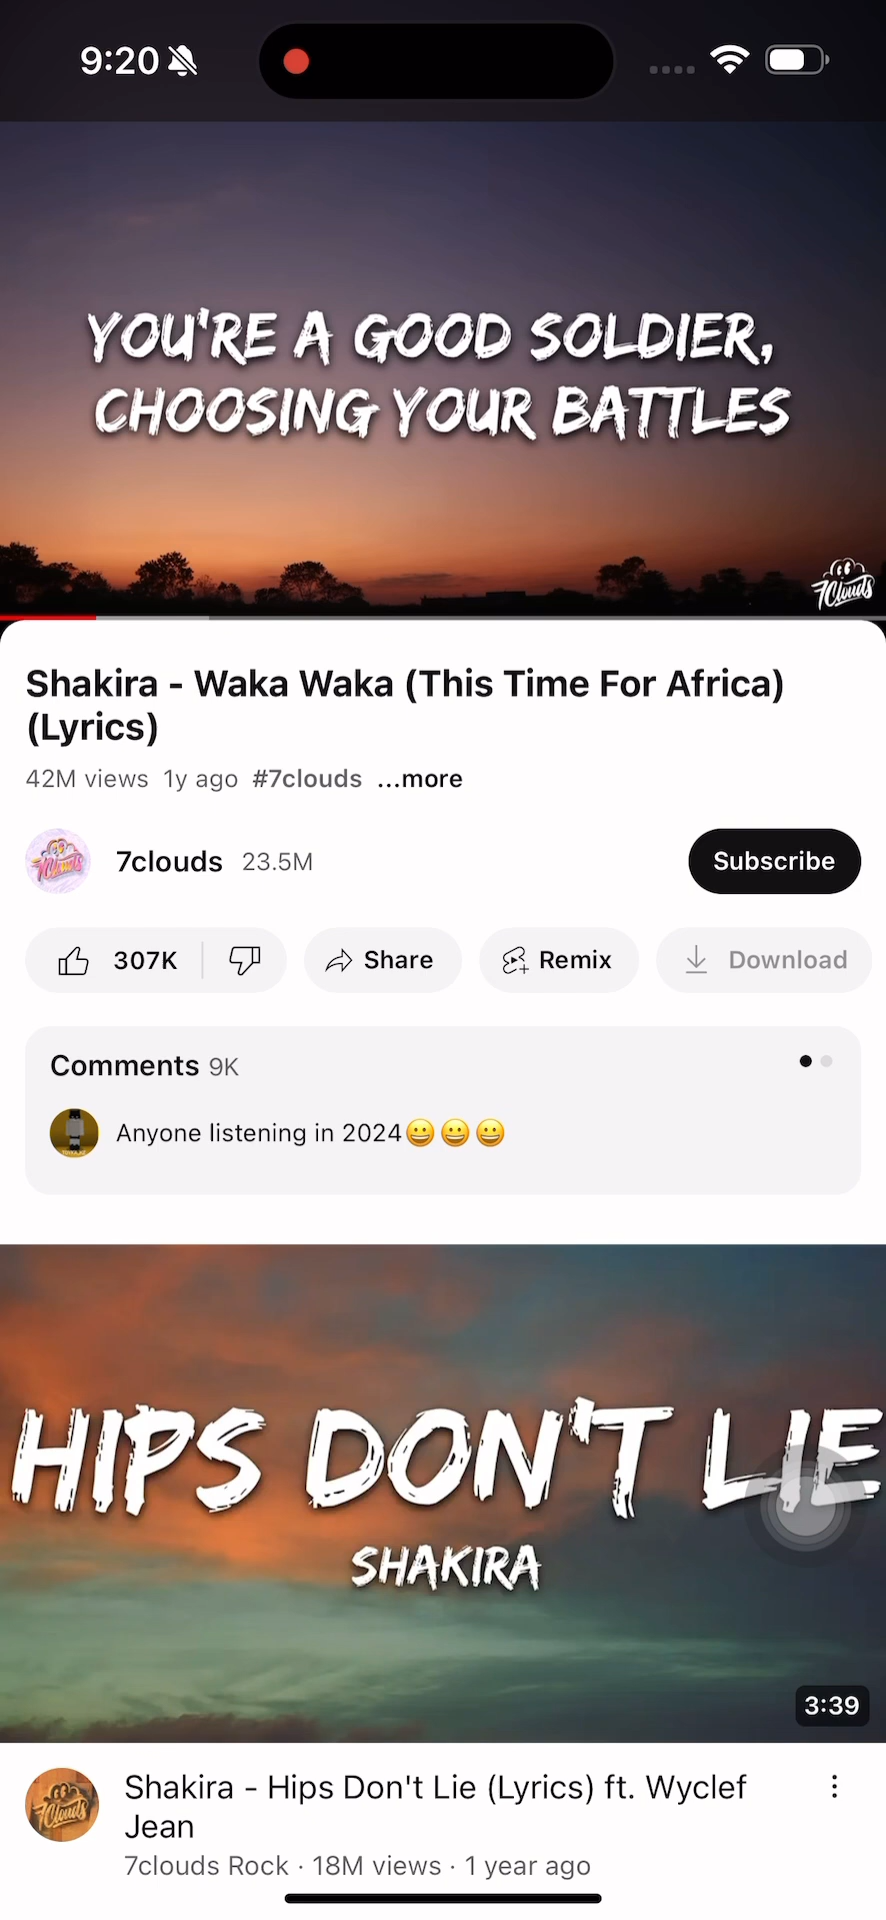 9:20
YOU'RE A GOOD SOLDIER,
CHOOSING YOUR BATTLES
7Clouds
Shakira - Waka Waka (This Time For Africa)
(Lyrics)
42M views 1y ago #7clouds ...more
7clouds 23.5M
Subscribe
307K
Share
Remix
Download
Comments 9K
Anyone listening in 2024😀😀😀
HIPS DON'T LIE
SHAKIRA
3:39
7Clouds
Shakira - Hips Don't Lie (Lyrics) ft. Wyclef
Jean
7clouds Rock · 18M views · 1 year ago